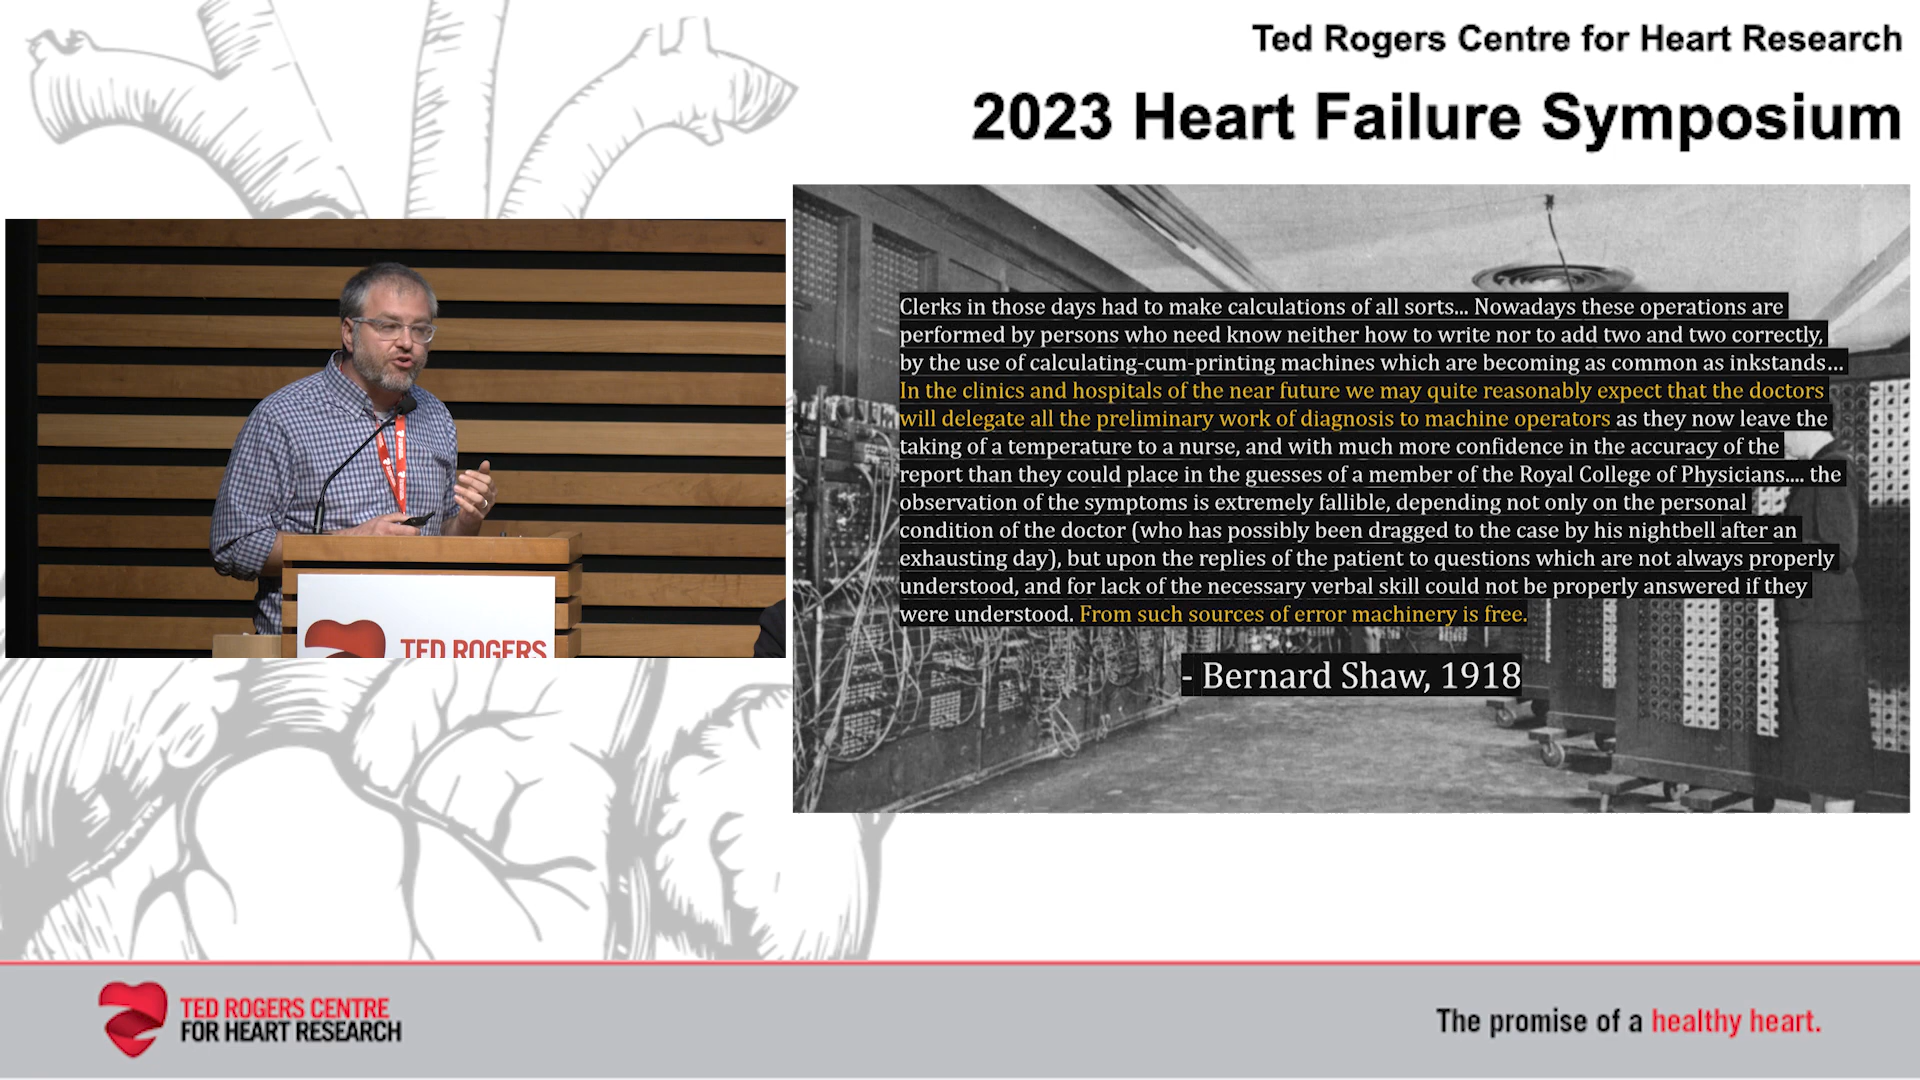 Ted Rogers Centre for Heart Research
2023 Heart Failure Symposium
Clerks in those days had to make calculations of all sorts... Nowadays these operations are
performed by persons who need know neither how to write nor to add two and two correctly,
by the use of calculating-cum-printing machines which are becoming as common as inkstands...
In the clinics and hospitals of the near future we may quite reasonably expect that the doctors
will delegate all the preliminary work of diagnosis to machine operators as they now leave the
taking of a temperature to a nurse, and with much more confidence in the accuracy of the
report than they could place in the guesses of a member of the Royal College of Physicians.... the
observation of the symptoms is extremely fallible, depending not only on the personal
condition of the doctor (who has possibly been dragged to the case by his nightbell after an
exhausting day), but upon the replies of the patient to questions which are not always properly
understood, and for lack of the necessary verbal skill could not be properly answered if they
were understood. From such sources of error machinery is free.
- Bernard Shaw, 1918
TED ROGERS
TED ROGERS CENTRE
FOR HEART RESEARCH
The promise of a healthy heart.